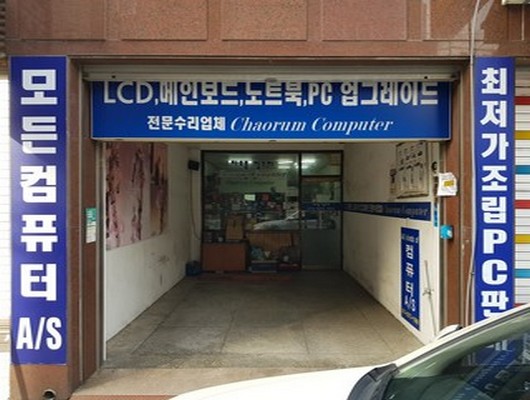 LCD,메인보드,노트북,PC 업그레이드
전문수리업체 Chaorum Computer
모든컴퓨터 A/S
최저가조립PC판매
컴퓨터 A/S